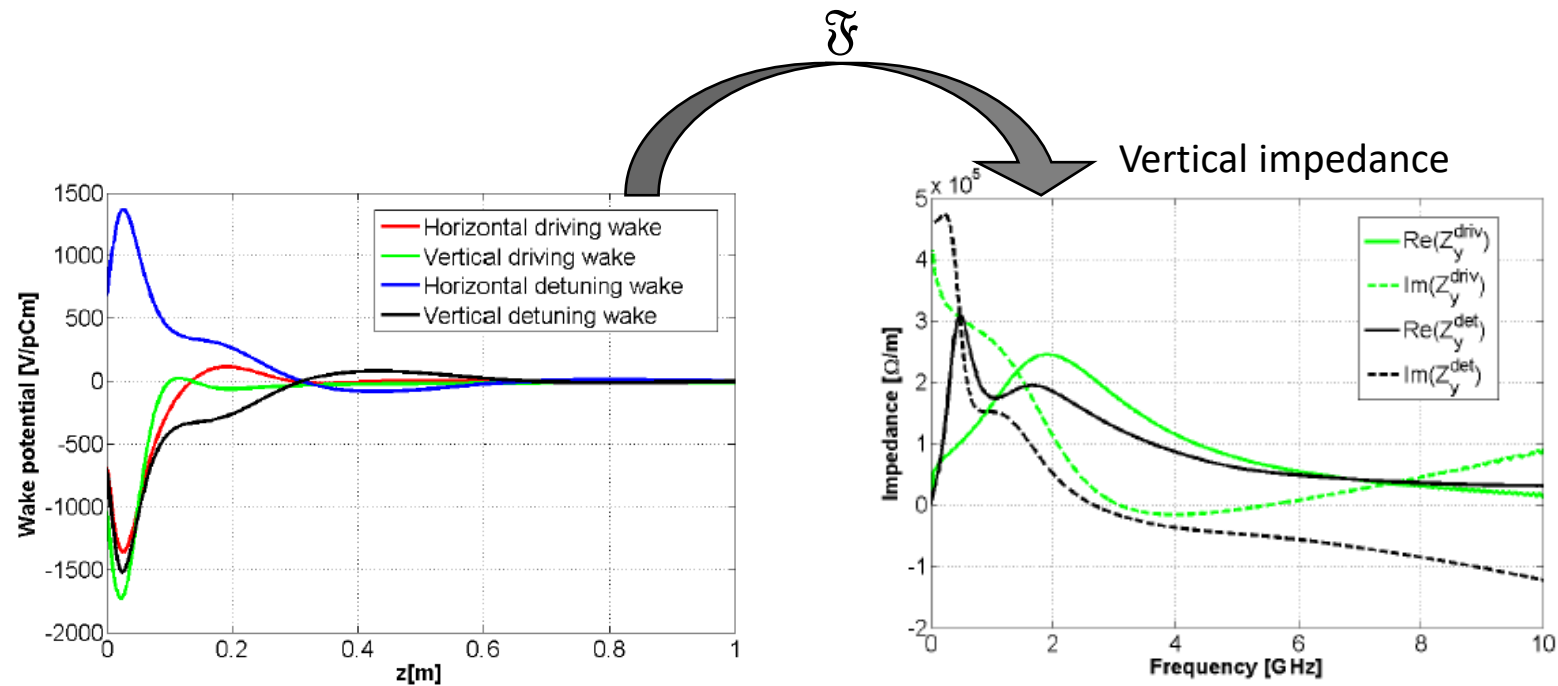 𝔉
Vertical impedance
1500
1000
500
0
-500
-1000
-1500
-2000
0 0.2 0.4 0.6 0.8 1
z[m]
Wake potential [V/pCm]
Horizontal driving wake
Vertical driving wake
Horizontal detuning wake
Vertical detuning wake
5 x 10^5
4
3
2
1
0
-1
-2
0 2 4 6 8 10
Frequency [GHz]
Impedance [Ω/m]
Re(Z_y^driv)
Im(Z_y^driv)
Re(Z_y^det)
Im(Z_y^det)